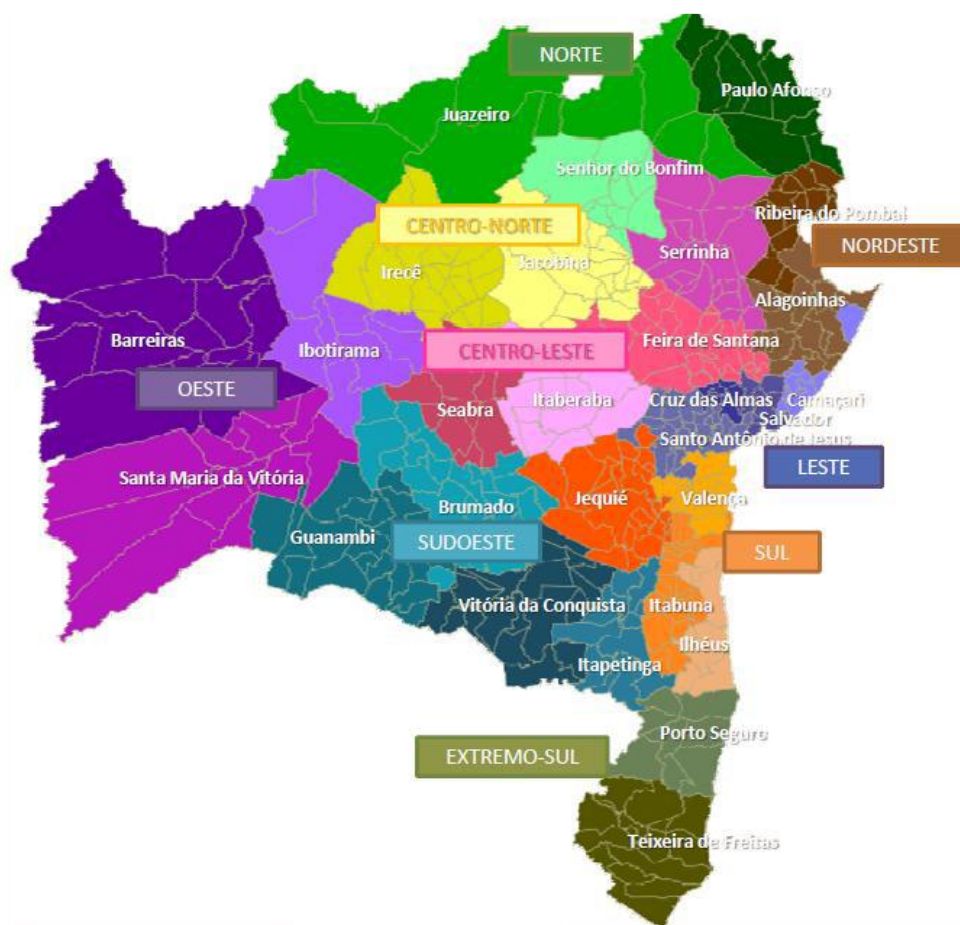 NORTE
Paulo Afonso
Juazeiro
Senhor do Bonfim
Ribeira do Pombal
CENTRO-NORTE
NORDESTE
Serrinha
Jacobina
Irecê
Alagoinhas
Barreiras
Feira de Santana
Ibotirama
CENTRO-LESTE
OESTE
Cruz das Almas
Camaçari
Itaberaba
Seabra
Salvador
Santo Antônio de Jesus
LESTE
Santa Maria da Vitória
Jequié
Valença
Brumado
Guanambi
SUDOESTE
SUL
Vitória da Conquista
Itabuna
Ilhéus
Itapetinga
Porto Seguro
EXTREMO-SUL
Teixeira de Freitas